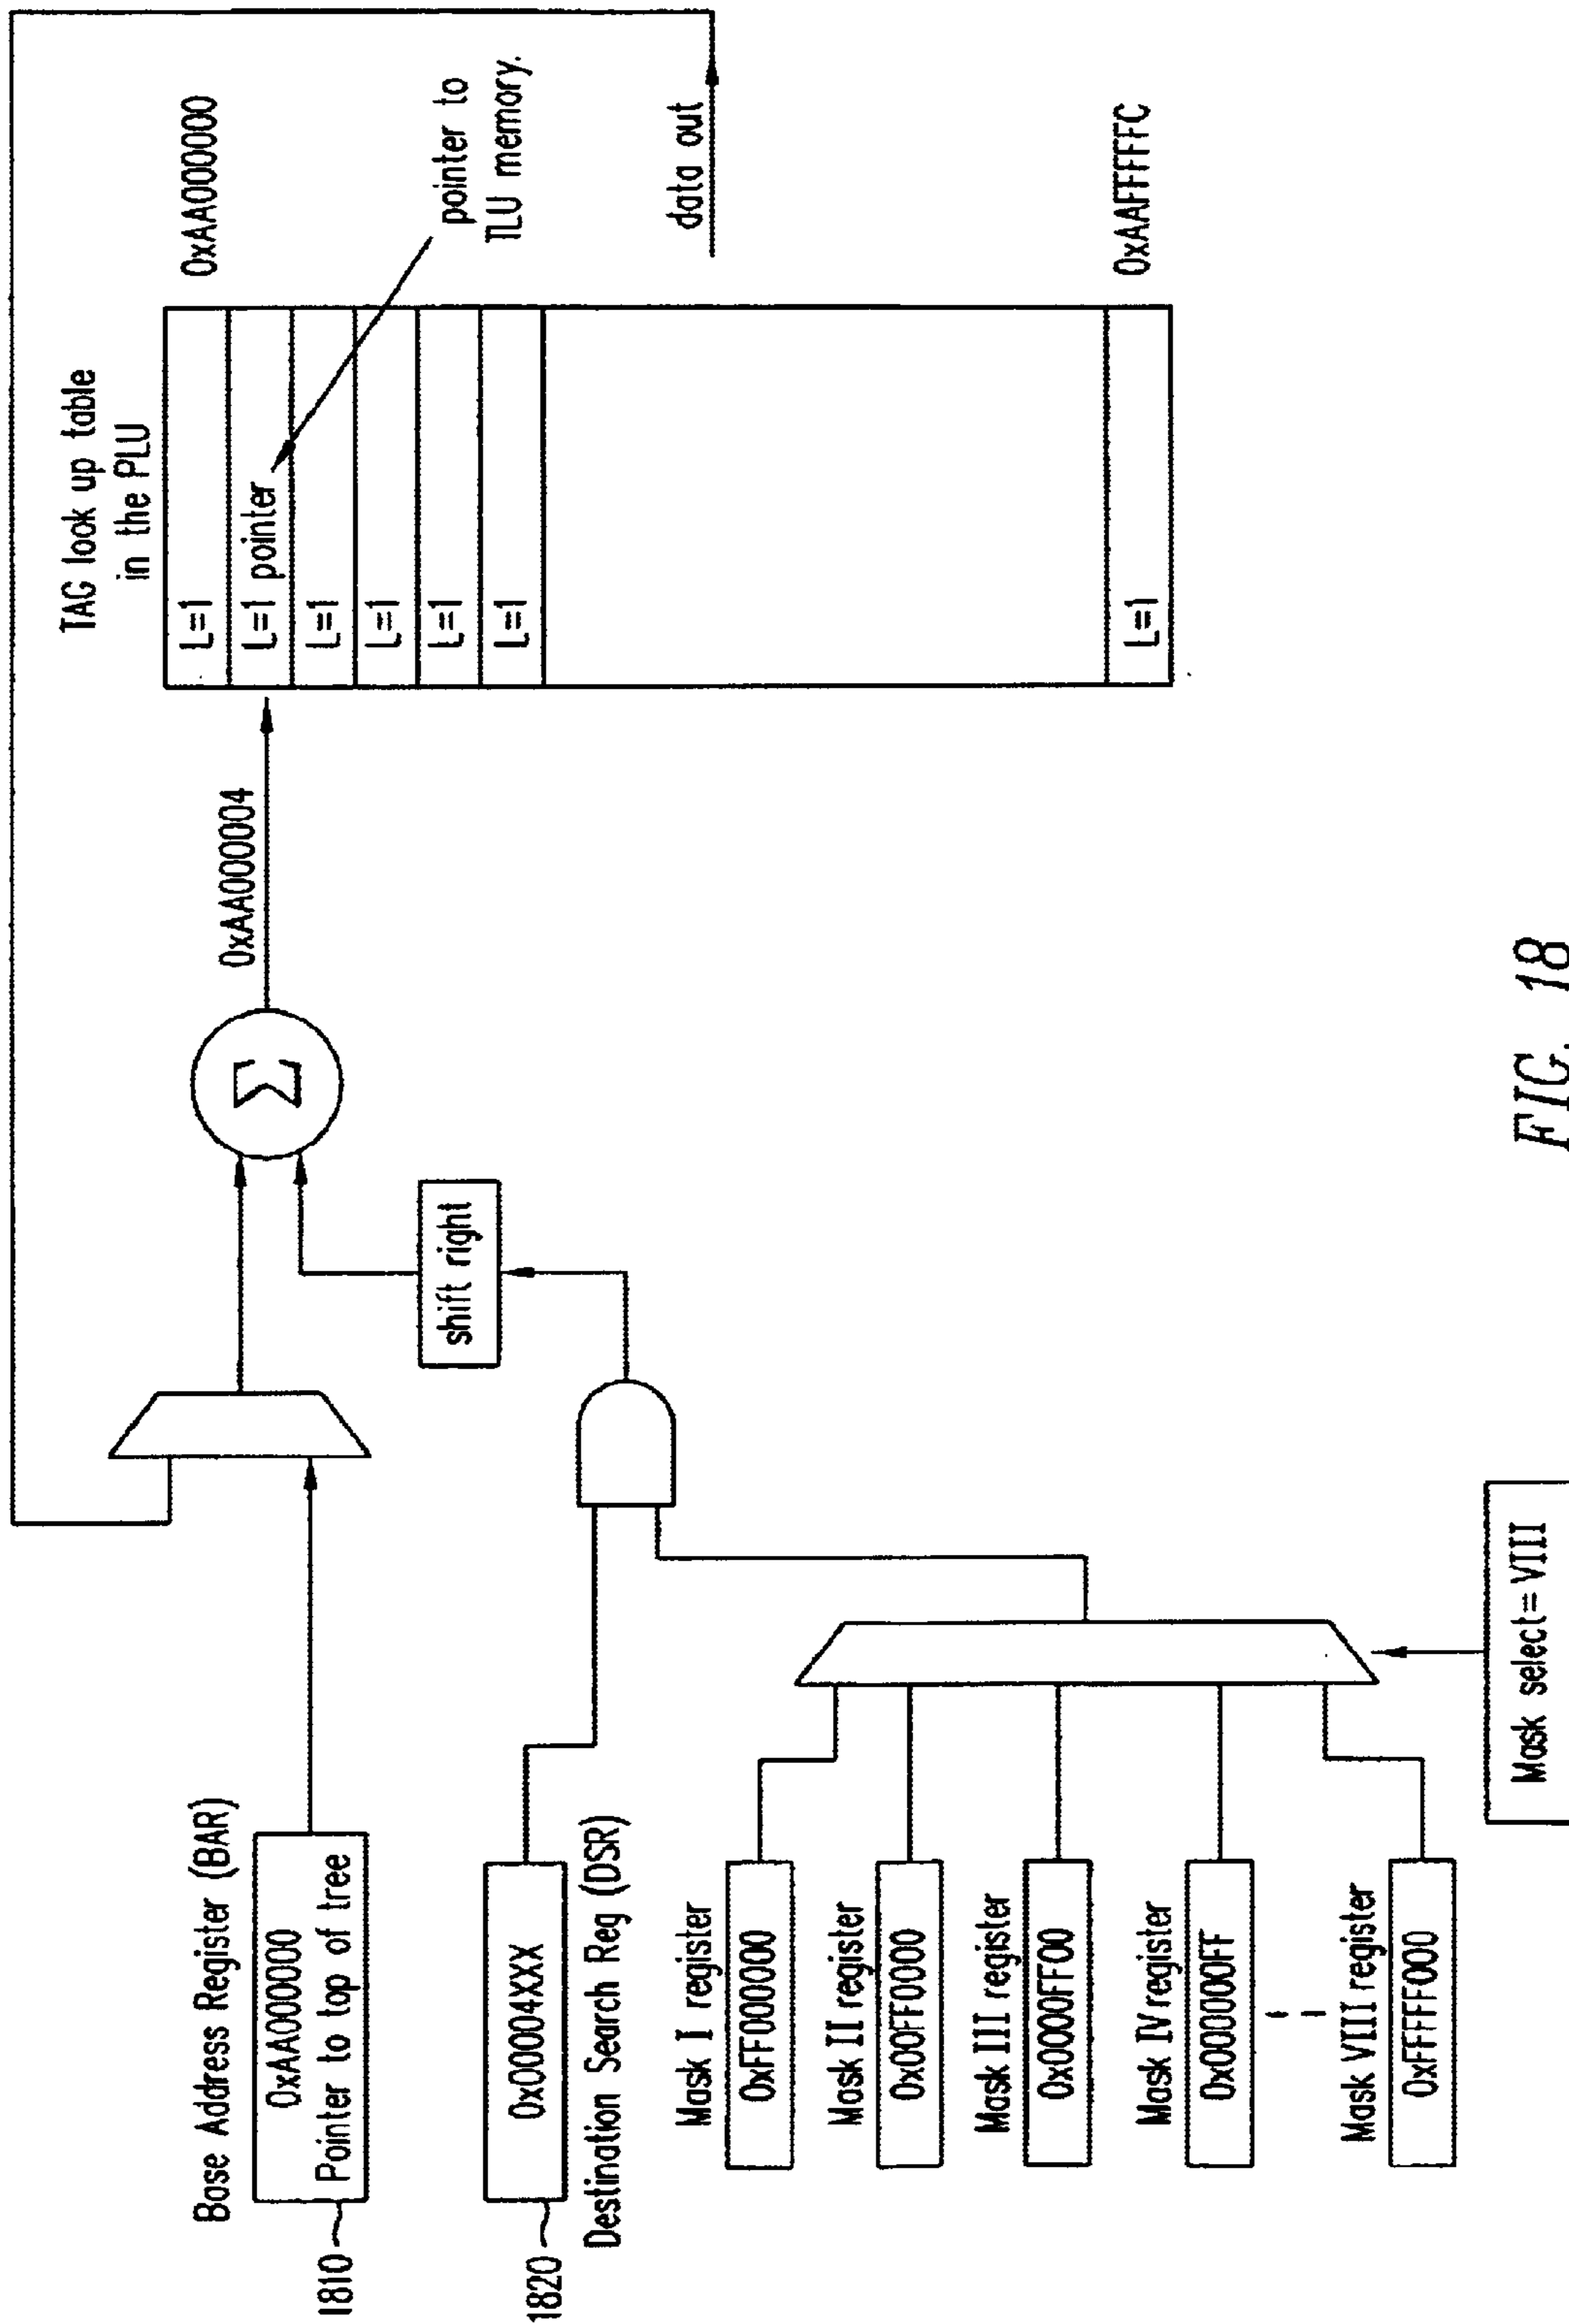 TAG look up table
in the PLU
0xAA000000
L=1
L=1 pointer
L=1
L=1
L=1
L=1
L=1
pointer to
TLU memory.
data out
0xAAFFFFFC
0xAA000004
Σ
shift right
Base Address Register (BAR)
0xAA000000
Pointer to top of tree
1810
0x00004XXX
1820
Destination Search Reg (DSR)
Mask I register
0xFF000000
Mask II register
0x00FF0000
Mask III register
0x0000FF00
Mask IV register
0x000000FF
Mask VIII register
0xFFFFF000
Mask select=VIII
FIG. 18